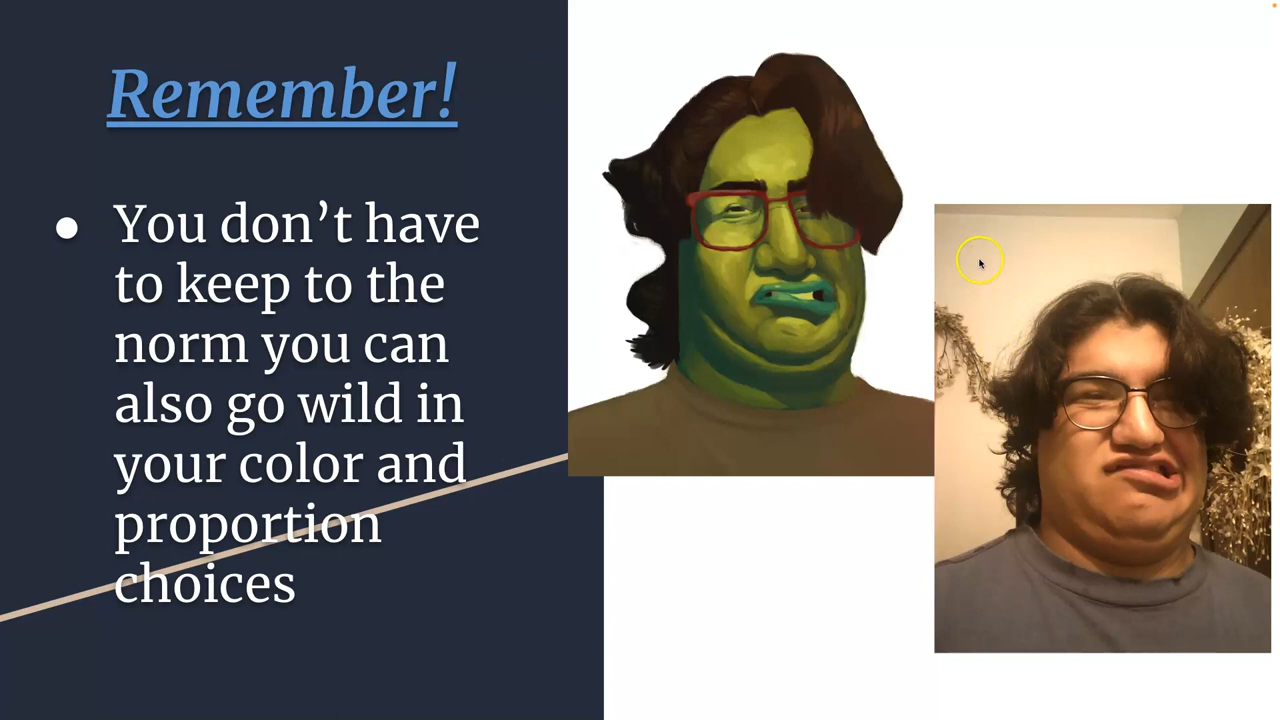 Remember!
● You don’t have
to keep to the
norm you can
also go wild in
your color and
proportion
choices